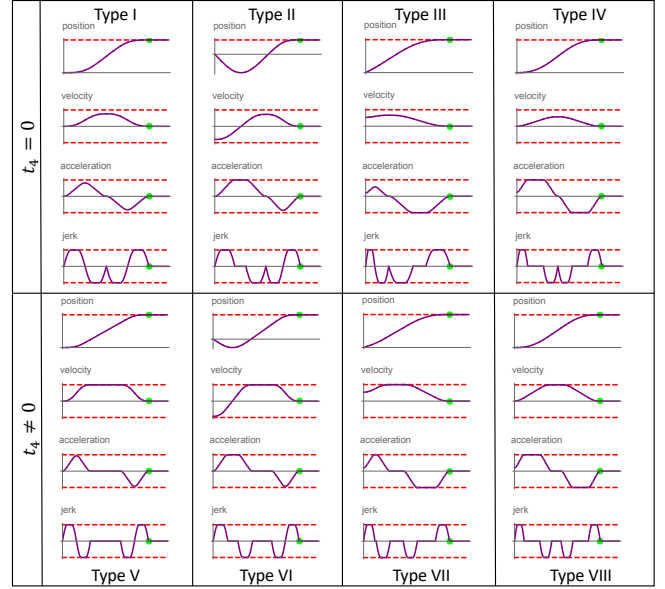 Type I Type II Type III Type IV
position position position position
velocity velocity velocity velocity
acceleration acceleration acceleration acceleration
jerk jerk jerk jerk
t₄ = 0
position position position position
velocity velocity velocity velocity
acceleration acceleration acceleration acceleration
jerk jerk jerk jerk
t₄ ≠ 0
Type V Type VI Type VII Type VIII